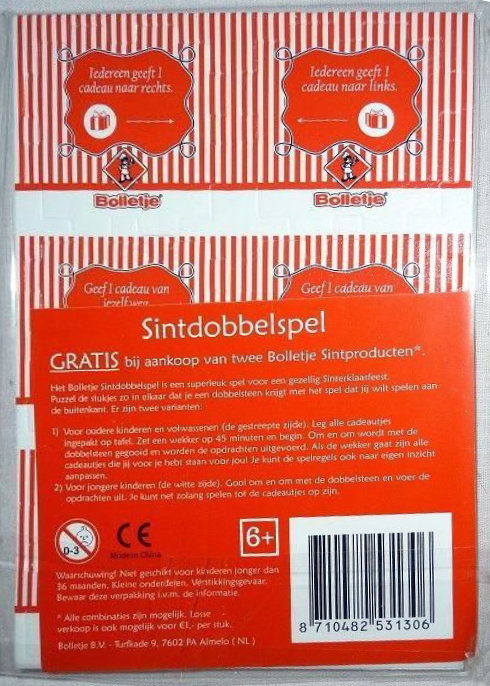 Iedereen geeft 1
cadeau naar rechts.
Iedereen geeft 1
cadeau naar links.
Bolletje®
Bolletje®
Geef 1 cadeau van
jezelf weg
Geef 1 cadeau van
Sintdobbelspel
GRATIS bij aankoop van twee Bolletje Sintproducten*.
Het Bolletje Sintdobbelspel is een superleuk spel voor een gezellig Sinterklaasfeest.
Puzzel de stukjes zo in elkaar dat je een dobbelsteen krijgt met het spel dat jij wilt spelen aan
de buitenkant. Er zijn twee varianten:
1) Voor oudere kinderen en volwassenen (de gestreepte zijde). Leg alle cadeautjes
ingepakt op tafel. Zet een wekker op 45 minuten en begin. Om en om wordt met de
dobbelsteen gegooid en worden de opdrachten uitgevoerd. Als de wekker gaat zijn alle
cadeautjes die jij voor je hebt staan voor jou! Je kunt de spelregels ook naar eigen inzicht
aanpassen.
2) Voor jongere kinderen (de witte zijde). Gooi om en om met de dobbelsteen en voer de
opdrachten uit. Je kunt net zolang spelen tot de cadeautjes op zijn.
0-3
CE
Made in China
6+
Waarschuwing! Niet geschikt voor kinderen jonger dan
36 maanden. Kleine onderdelen. Verstikkingsgevaar.
Bewaar deze verpakking i.v.m. de informatie.
* Alle combinaties zijn mogelijk. Losse
verkoop is ook mogelijk voor €1,- per stuk.
Bolletje B.V. - Turfkade 9, 7602 PA Almelo ( NL )
8 710482 531306